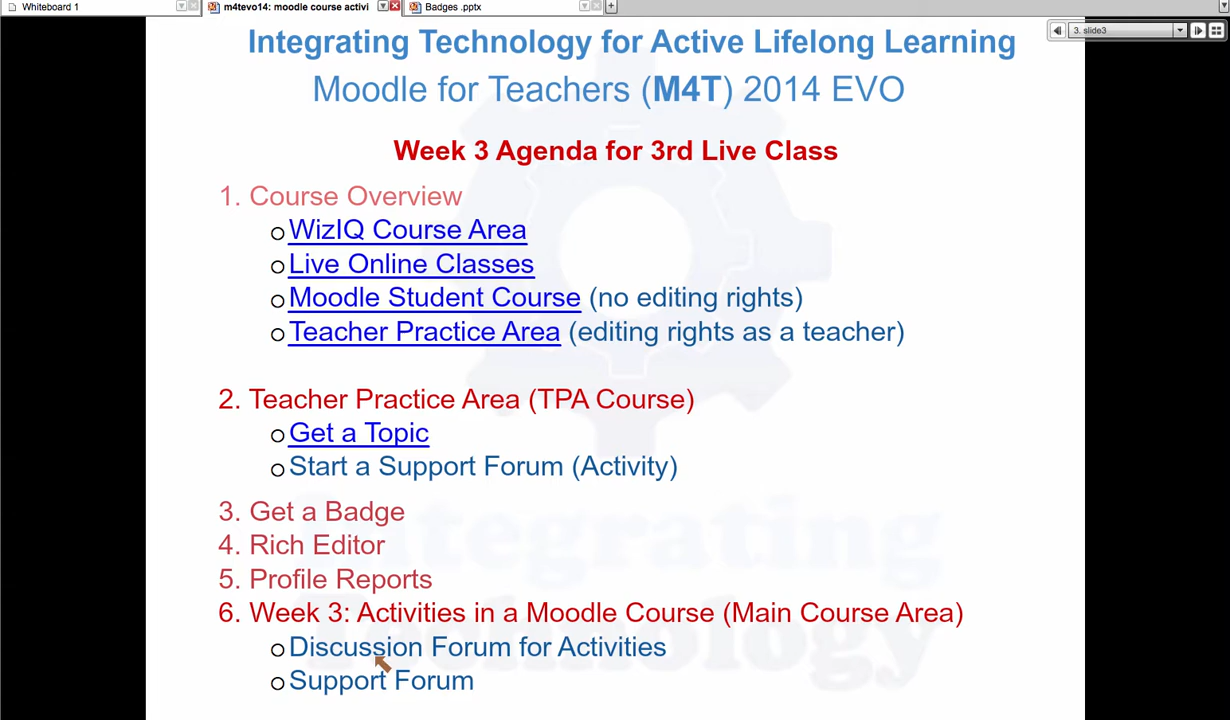 Whiteboard 1
m4tevo14: moodle course activi
Badges .pptx
3. slide3
Integrating Technology for Active Lifelong Learning
Moodle for Teachers (M4T) 2014 EVO
Week 3 Agenda for 3rd Live Class
1. Course Overview
WizIQ Course Area
Live Online Classes
Moodle Student Course (no editing rights)
Teacher Practice Area (editing rights as a teacher)
2. Teacher Practice Area (TPA Course)
Get a Topic
Start a Support Forum (Activity)
3. Get a Badge
4. Rich Editor
5. Profile Reports
6. Week 3: Activities in a Moodle Course (Main Course Area)
Discussion Forum for Activities
Support Forum
Integrating
Technology